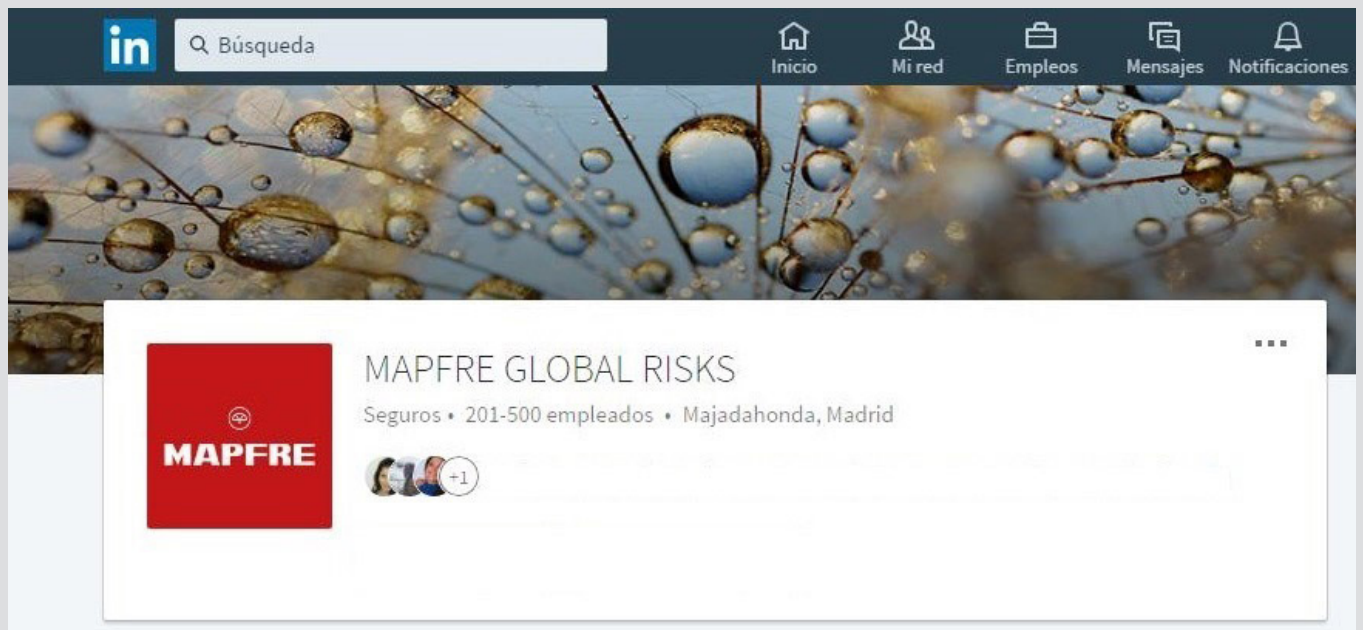 in
Búsqueda
Inicio
Mi red
Empleos
Mensajes
Notificaciones
MAPFRE
MAPFRE GLOBAL RISKS
Seguros • 201-500 empleados • Majadahonda, Madrid
+1